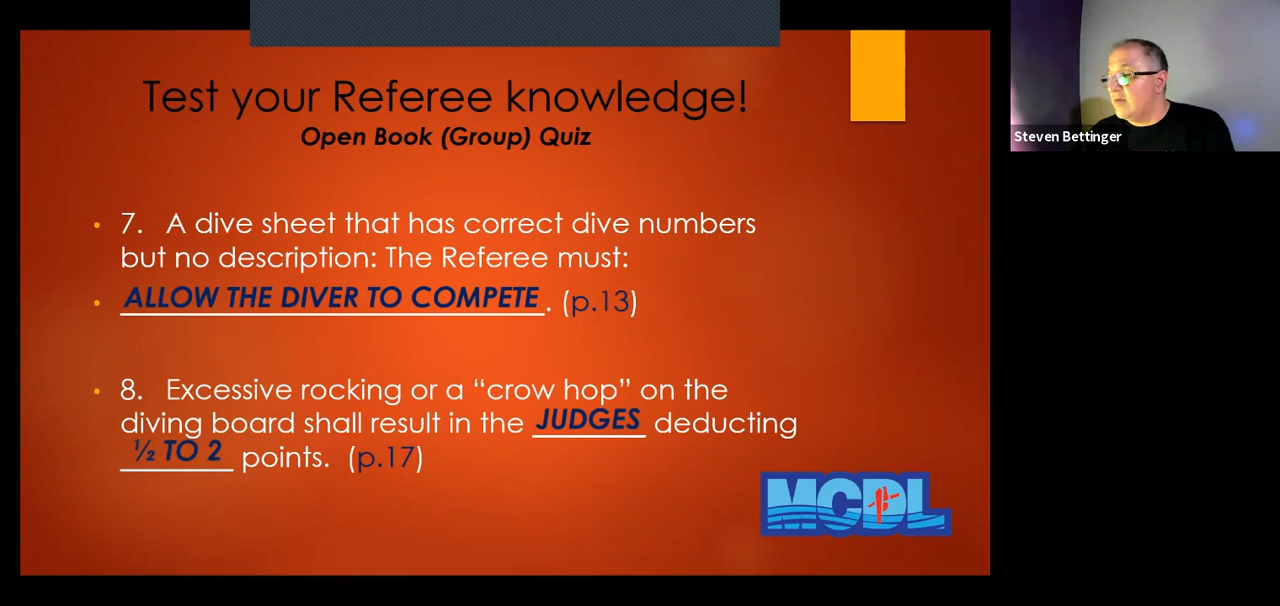 Test your Referee knowledge!
Open Book (Group) Quiz
Steven Bettinger
• 7. A dive sheet that has correct dive numbers
but no description: The Referee must:
• ALLOW THE DIVER TO COMPETE. (p.13)
• 8. Excessive rocking or a “crow hop” on the
diving board shall result in the JUDGES deducting
½ TO 2 points. (p.17)
MCDL